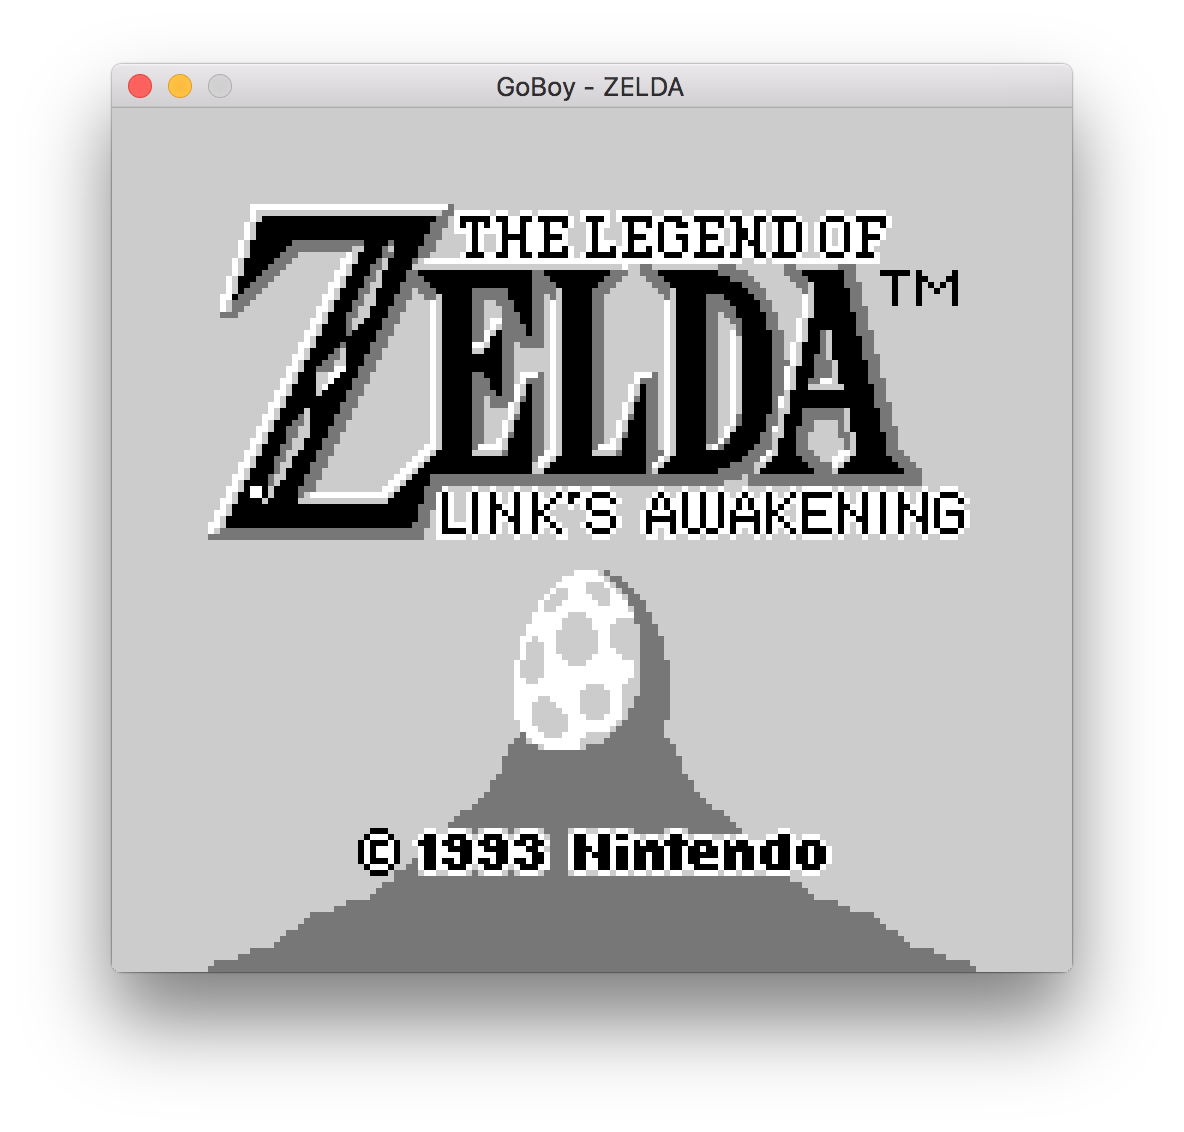 GoBoy - ZELDA
THE LEGEND OF
ZELDA™
LINK'S AWAKENING
© 1993 Nintendo